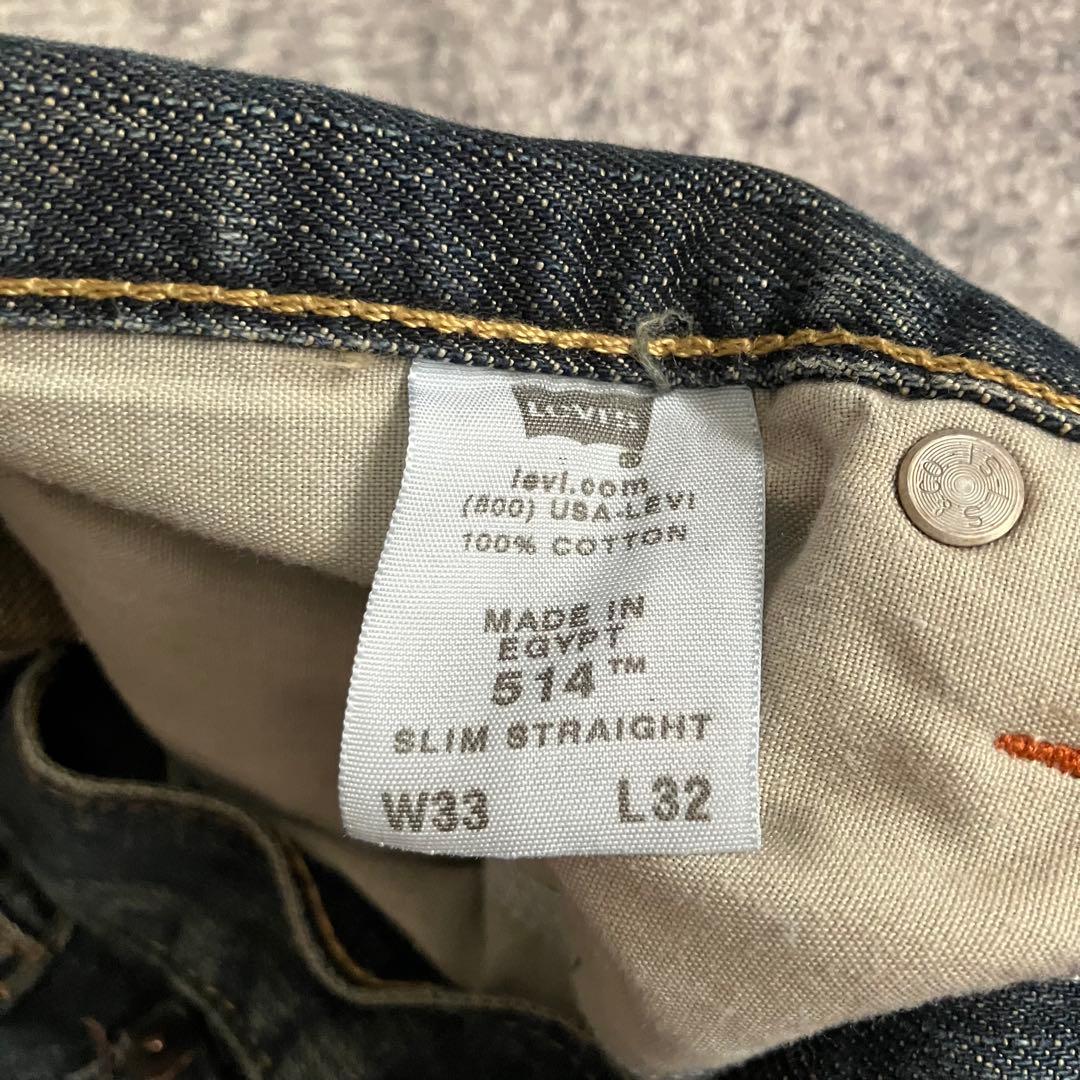 Levi's
levi.com
(800) USA-LEVI
100% COTTON
MADE IN
EGYPT
514™
SLIM STRAIGHT
W33 L32